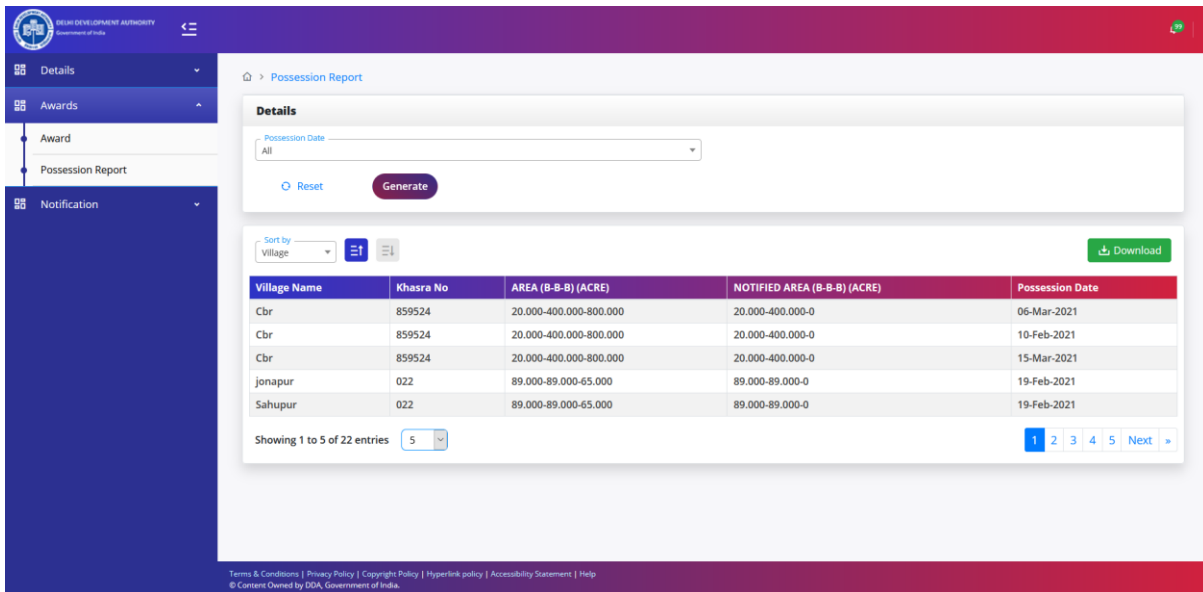 DELHI DEVELOPMENT AUTHORITY
Government of India
99
Details
Awards
Award
Possession Report
Notification
> Possession Report
Details
Possession Date
All
Reset Generate
Sort by
Village
Download
Village Name Khasra No AREA (B-B-B) (ACRE) NOTIFIED AREA (B-B-B) (ACRE) Possession Date
Cbr 859524 20.000-400.000-800.000 20.000-400.000-0 06-Mar-2021
Cbr 859524 20.000-400.000-800.000 20.000-400.000-0 10-Feb-2021
Cbr 859524 20.000-400.000-800.000 20.000-400.000-0 15-Mar-2021
jonapur 022 89.000-89.000-65.000 89.000-89.000-0 19-Feb-2021
Sahupur 022 89.000-89.000-65.000 89.000-89.000-0 19-Feb-2021
Showing 1 to 5 of 22 entries 5 1 2 3 4 5 Next »
Terms & Conditions | Privacy Policy | Copyright Policy | Hyperlink policy | Accessibility Statement | Help
© Content Owned by DDA, Government of India.